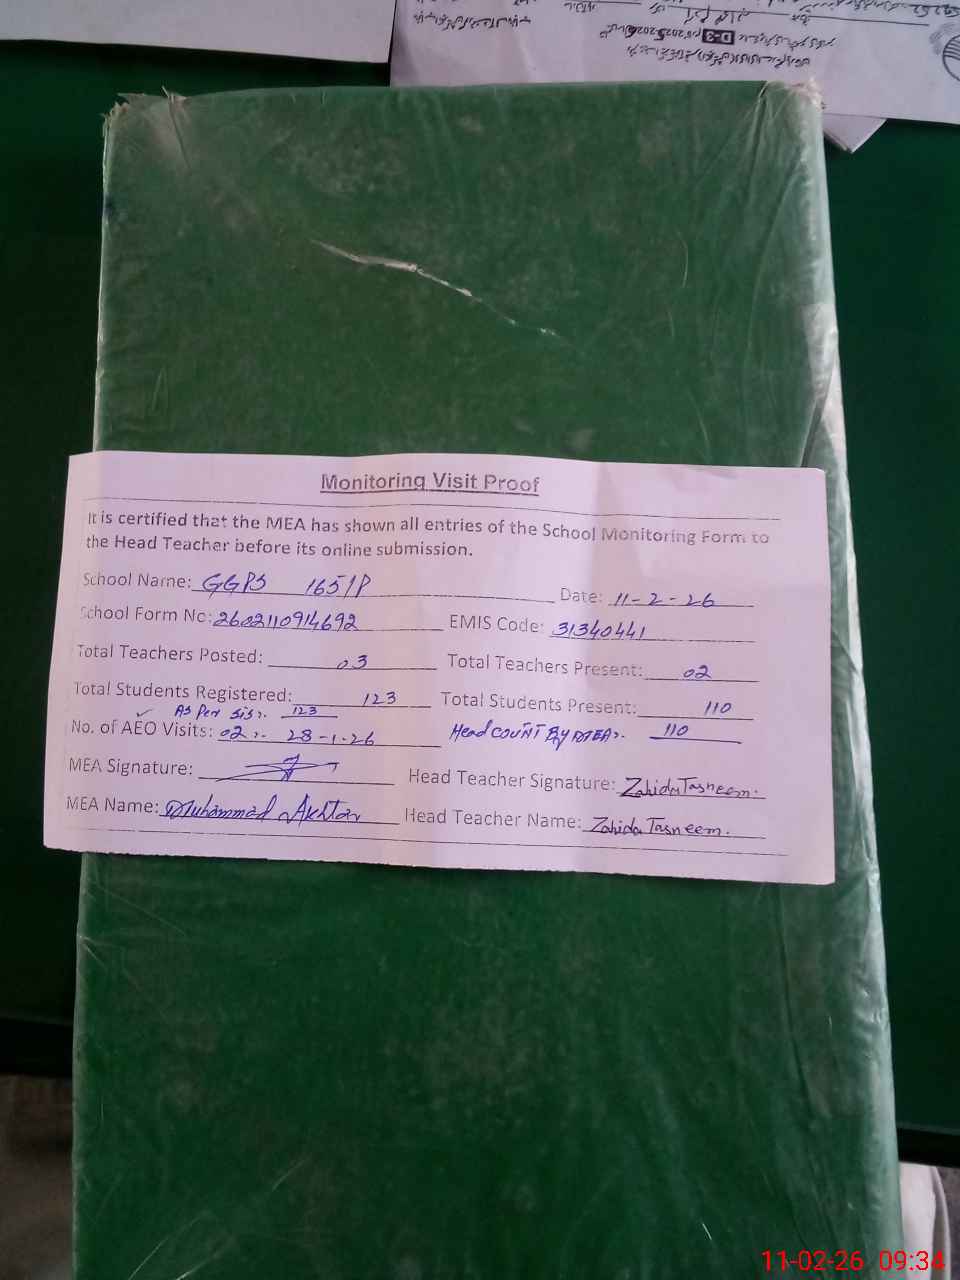 D-3
Monitoring Visit Proof
It is certified that the MEA has shown all entries of the School Monitoring Form to
the Head Teacher before its online submission.
School Name: GGPS 165/P Date: 11-2-26
School Form No: 2602110914692 EMIS Code: 31340441
Total Teachers Posted: 03 Total Teachers Present: 02
Total Students Registered: 123 Total Students Present: 110
As Per SIS:. 123
No. of AEO Visits: 02:. 28-1-26 Head COUNT By MEA:. 110
MEA Signature: Head Teacher Signature: Zahida Tasneem.
MEA Name: Muhammad Akhtar Head Teacher Name: Zahida Tasneem.
11-02-26 09:34